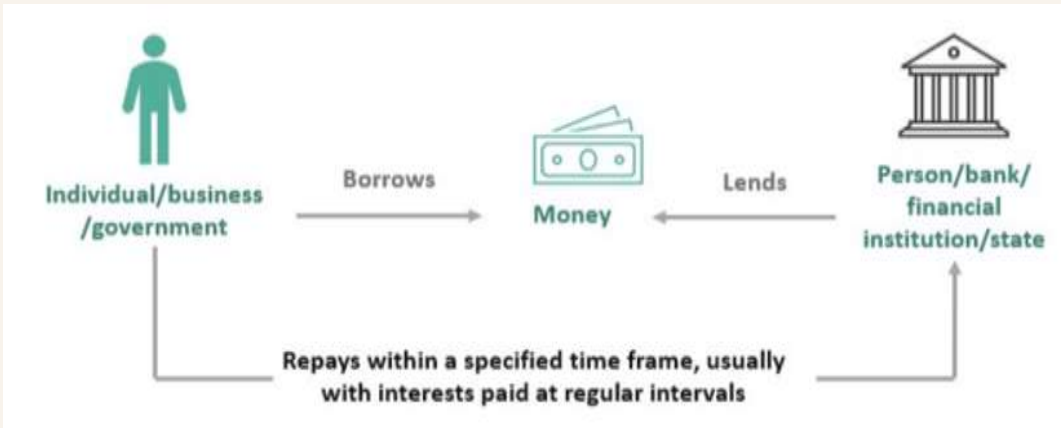 Individual/business
/government
Borrows
Money
Lends
Person/bank/
financial
institution/state
Repays within a specified time frame, usually
with interests paid at regular intervals